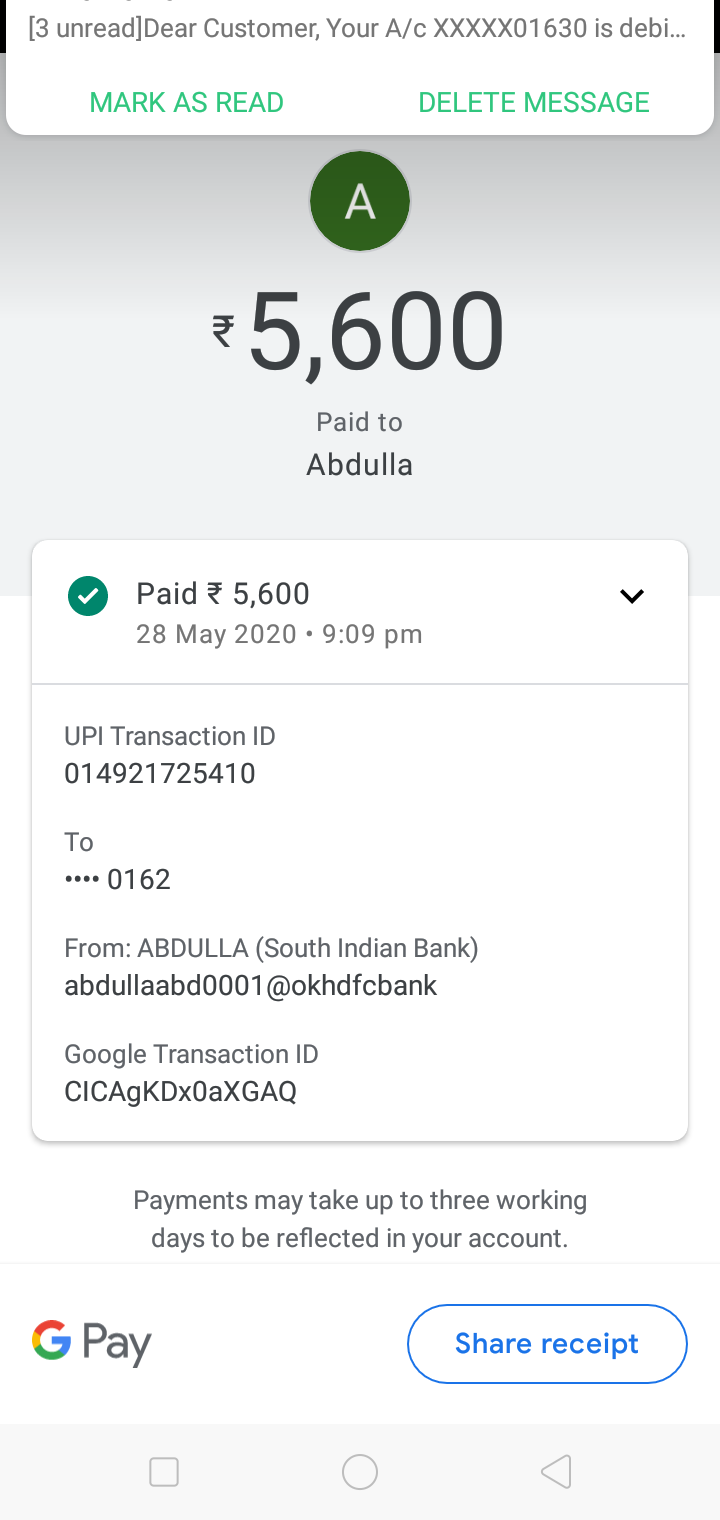 [3 unread]Dear Customer, Your A/c XXXXX01630 is debi...
MARK AS READ DELETE MESSAGE
A
₹5,600
Paid to
Abdulla
Paid ₹ 5,600
28 May 2020 • 9:09 pm
UPI Transaction ID
014921725410
To
•••• 0162
From: ABDULLA (South Indian Bank)
abdullaabd0001@okhdfcbank
Google Transaction ID
CICAgKDx0aXGAQ
Payments may take up to three working
days to be reflected in your account.
G Pay
Share receipt